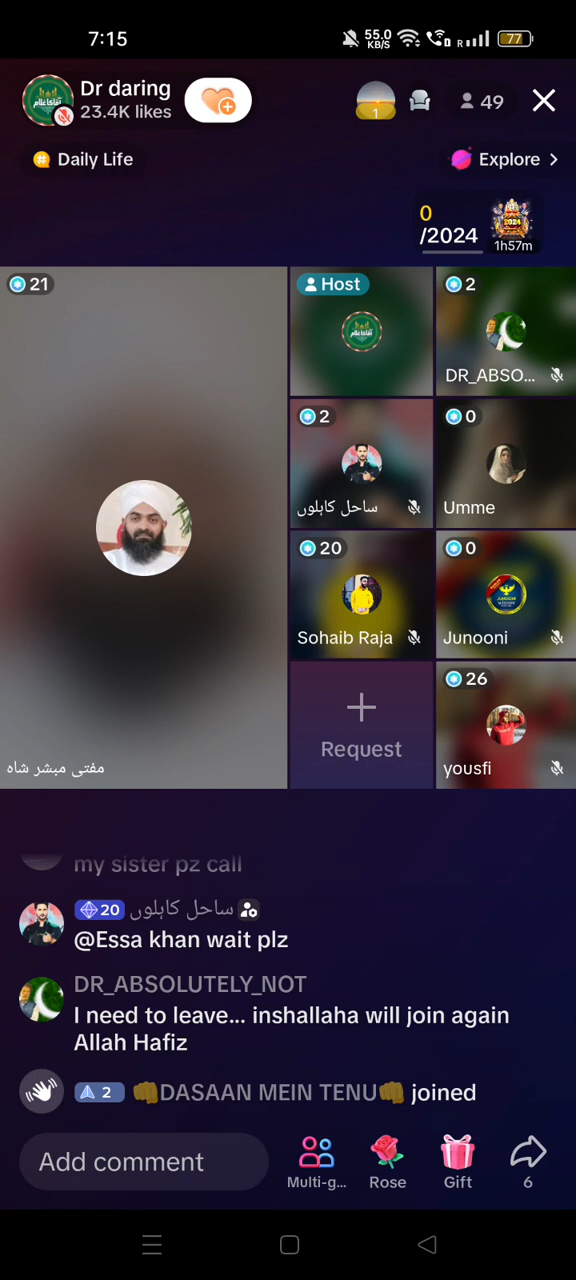 7:15
55.0
KB/S
R
77
Dr daring
23.4K likes
1
49
# Daily Life
Explore >
0
/2024
2024
1h57m
21
Host
2
DR_ABSO...
2
ساحل کاہلوں
0
Umme
20
Sohaib Raja
0
Junooni
JUNOONI
+
Request
26
yousfi
مفتی مبشر شاہ
my sister pz call
20 ساحل کاہلوں
@Essa khan wait plz
DR_ABSOLUTELY_NOT
I need to leave... inshallaha will join again
Allah Hafiz
2 👊DASAAN MEIN TENU👊 joined
Add comment
Multi-g...
Rose
Gift
6